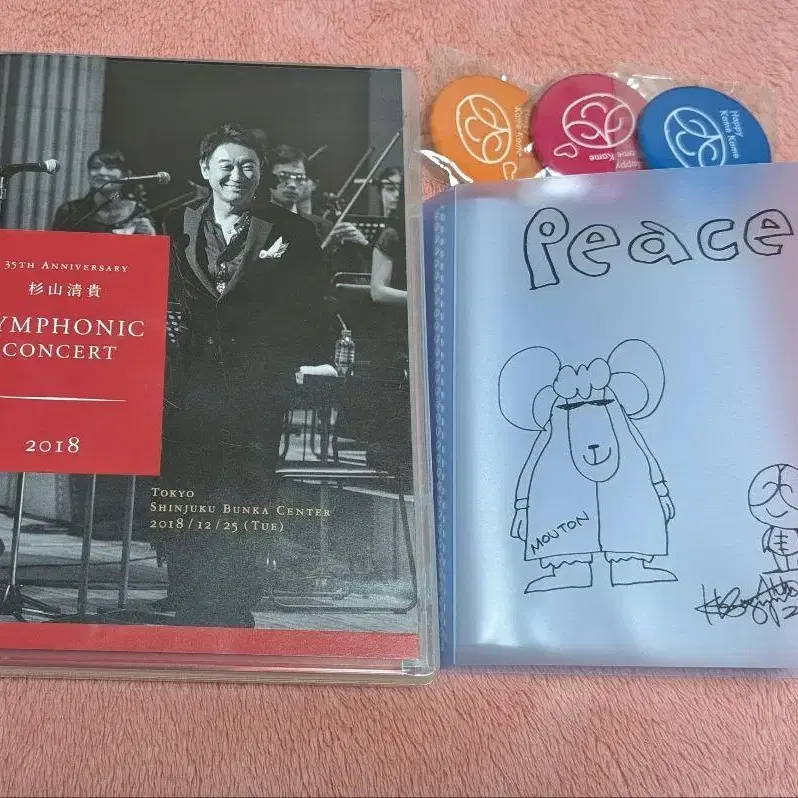 35TH ANNIVERSARY
杉山清貴
YMPHONIC
CONCERT
2018
TOKYO
SHINJUKU BUNKA CENTER
2018/12/25 (TUE)
Happy
Kome Kome
Peace
MOUTON